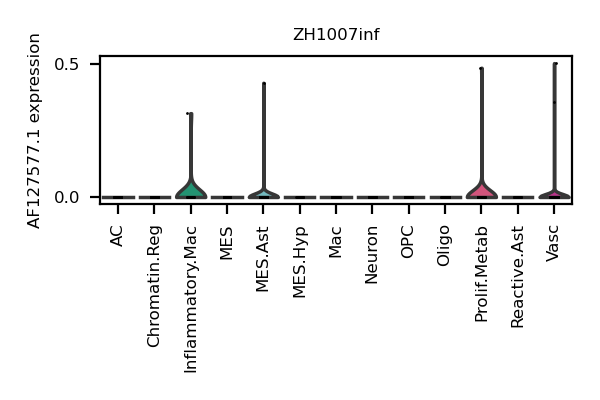 ZH1007inf
AF127577.1 expression
0.5
0.0
AC
Chromatin.Reg
Inflammatory.Mac
MES
MES.Ast
MES.Hyp
Mac
Neuron
OPC
Oligo
Prolif.Metab
Reactive.Ast
Vasc